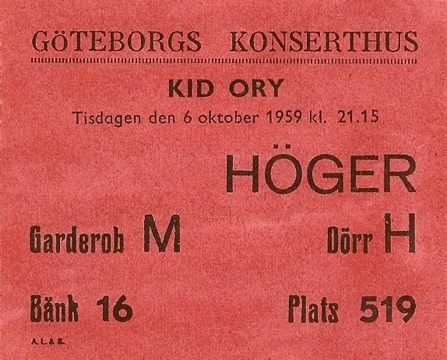 GÖTEBORGS KONSERTHUS
KID ORY
Tisdagen den 6 oktober 1959 kl. 21.15
HÖGER
Garderob M Dörr H
Bänk 16 Plats 519
A. L. & S.